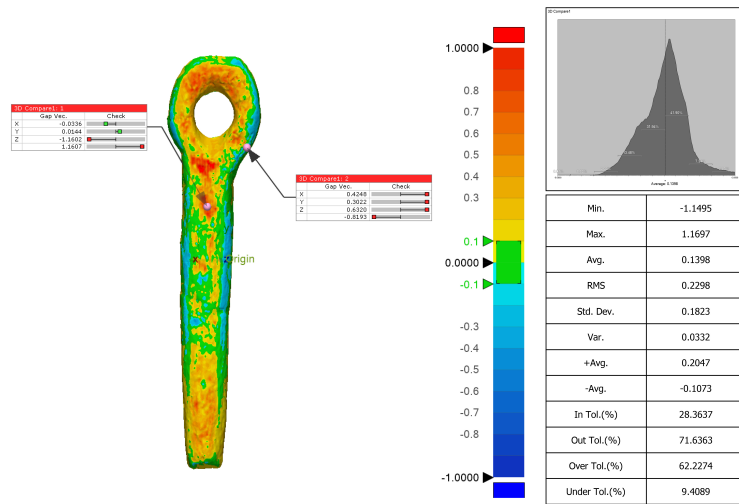 3D Compare1: 1
Gap Vec. Check
X -0.0336
Y 0.0144
Z -1.1602
1.1607
3D Compare1: 2
Gap Vec. Check
X 0.4248
Y 0.3022
Z 0.6320
-0.8193
X
Origin
1.0000
0.8
0.7
0.6
0.5
0.4
0.3
0.1
0.0000
-0.1
-0.3
-0.4
-0.5
-0.6
-0.7
-0.8
-1.0000
3D Compare1
Average: 0.1398
Min. -1.1495
Max. 1.1697
Avg. 0.1398
RMS 0.2298
Std. Dev. 0.1823
Var. 0.0332
+Avg. 0.2047
-Avg. -0.1073
In Tol.(%) 28.3637
Out Tol.(%) 71.6363
Over Tol.(%) 62.2274
Under Tol.(%) 9.4089